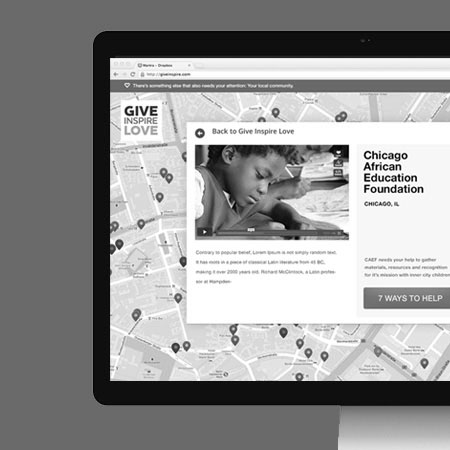 Mantra - Dropbox
http://giveinspire.com
There's something else that also needs your attention: Your local community.
GIVE
INSPIRE
LOVE
Back to Give Inspire Love
Chicago
African
Education
Foundation
CHICAGO, IL
Contrary to popular belief, Lorem Ipsum is not simply random text.
It has roots in a piece of classical Latin literature from 45 BC,
making it over 2000 years old. Richard McClintock, a Latin profes-
sor at Hampden-
CAEF needs your help to gather
materials, resources and recognition
for it's mission with inner city children
7 WAYS TO HELP